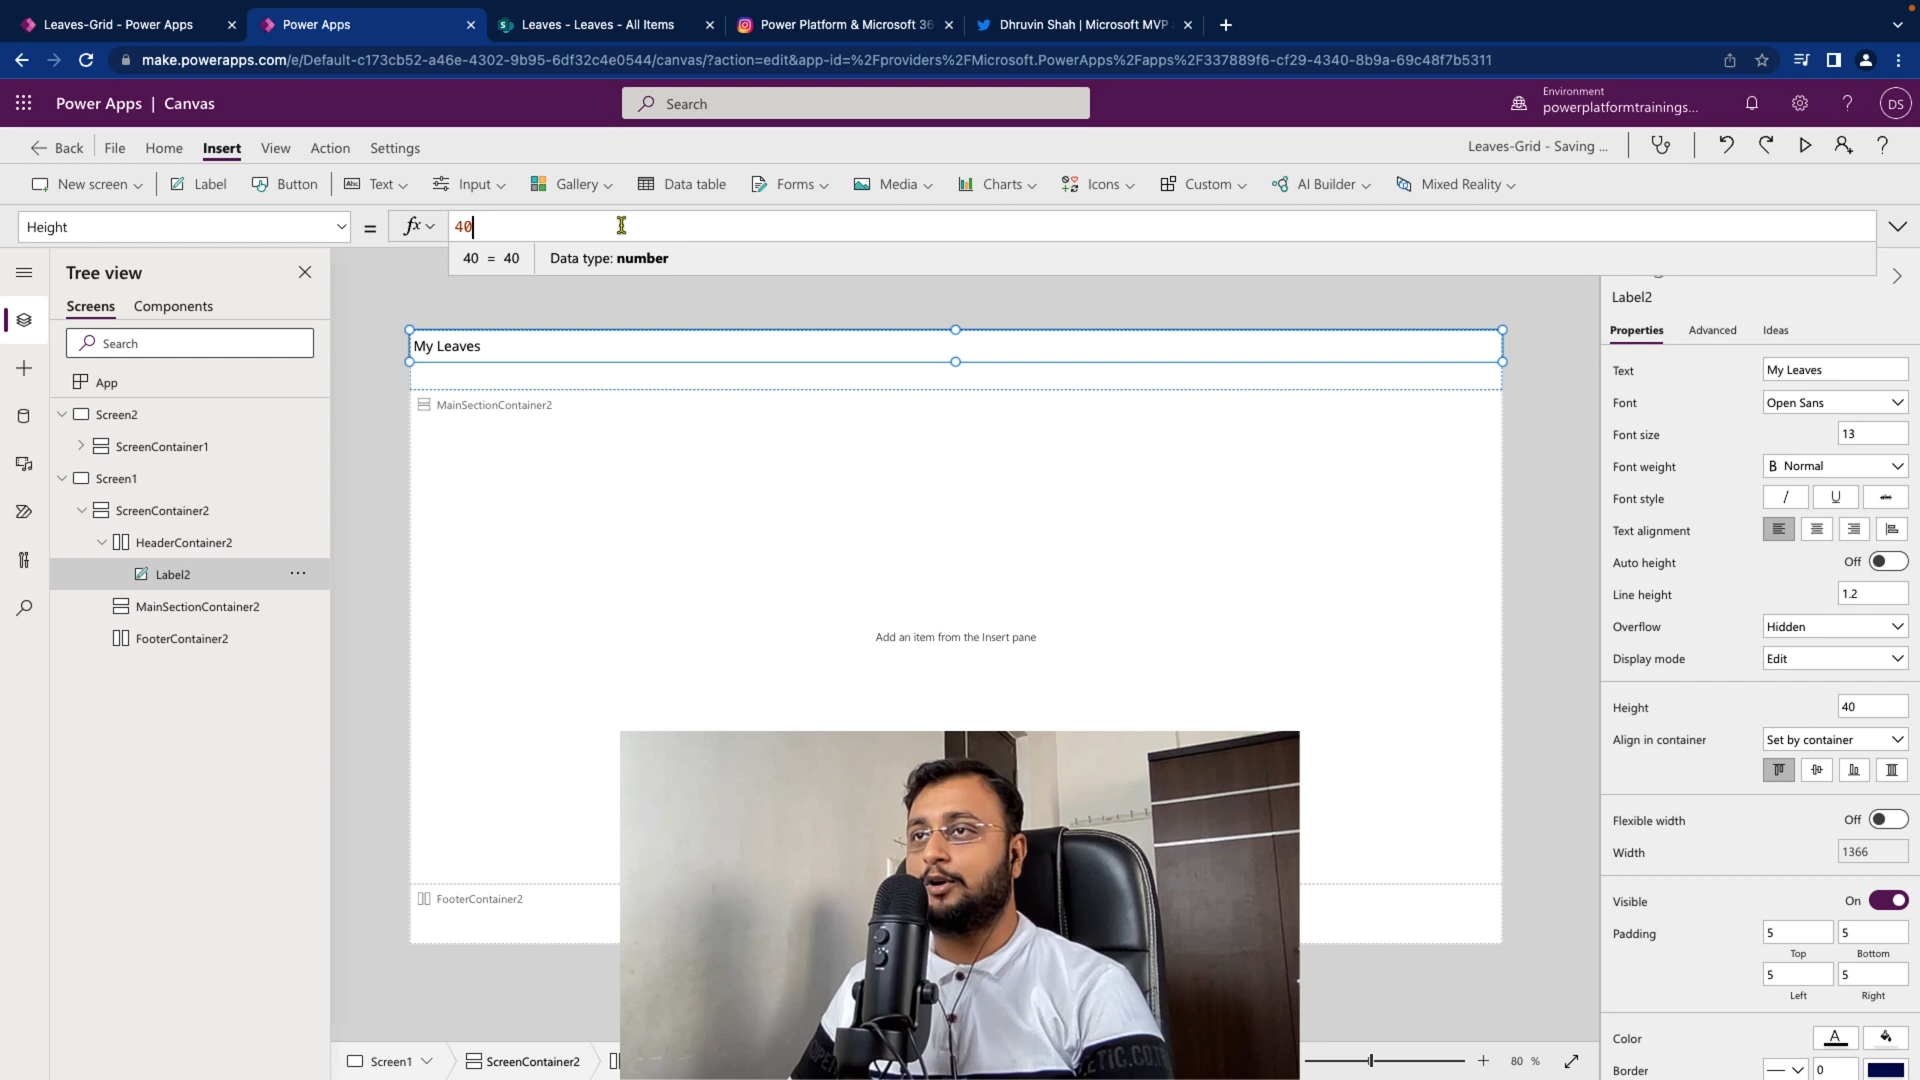 Leaves-Grid - Power Apps
Power Apps
Leaves - Leaves - All Items
Power Platform & Microsoft 36
Dhruvin Shah | Microsoft MVP
make.powerapps.com/e/Default-c173cb52-a46e-4302-9b95-6df32c4e0544/canvas/?action=edit&app-id=%2Fproviders%2FMicrosoft.PowerApps%2Fapps%2F337889f6-cf29-4340-8b9a-69c48f7b5311
Power Apps | Canvas
Search
Environment
powerplatformtrainings...
DS
Back File Home Insert View Action Settings
Leaves-Grid - Saving ...
New screen Label Button Text Input Gallery Data table Forms Media Charts Icons Custom AI Builder Mixed Reality
Height = fx 40
40 = 40 Data type: number
Tree view
Screens Components
Search
App
Screen2
ScreenContainer1
Screen1
ScreenContainer2
HeaderContainer2
Label2
MainSectionContainer2
FooterContainer2
My Leaves
MainSectionContainer2
Add an item from the Insert pane
FooterContainer2
Screen1 ScreenContainer2
80 %
Label2
Properties Advanced Ideas
Text My Leaves
Font Open Sans
Font size 13
Font weight B Normal
Font style / U abc
Text alignment
Auto height Off
Line height 1.2
Overflow Hidden
Display mode Edit
Height 40
Align in container Set by container
Flexible width Off
Width 1366
Visible On
Padding 5 5
Top Bottom
5 5
Left Right
Color A
Border 0